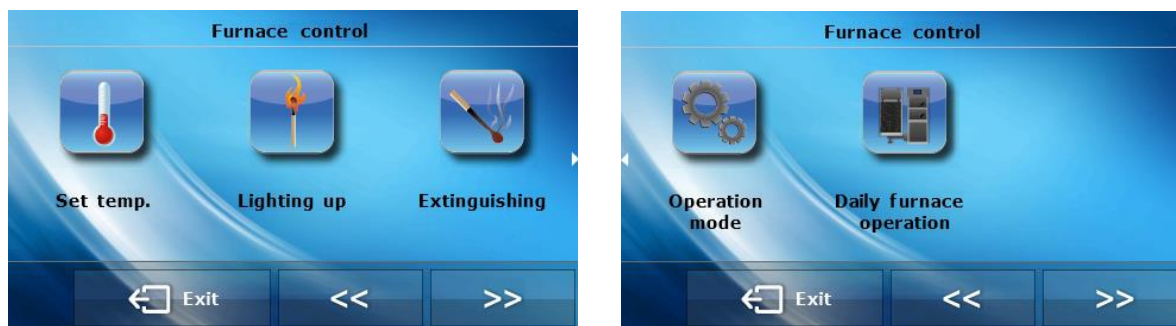 Furnace control
Set temp.
Lighting up
Extinguishing
Exit
<<
>>
Furnace control
Operation
mode
Daily furnace
operation
Exit
<<
>>